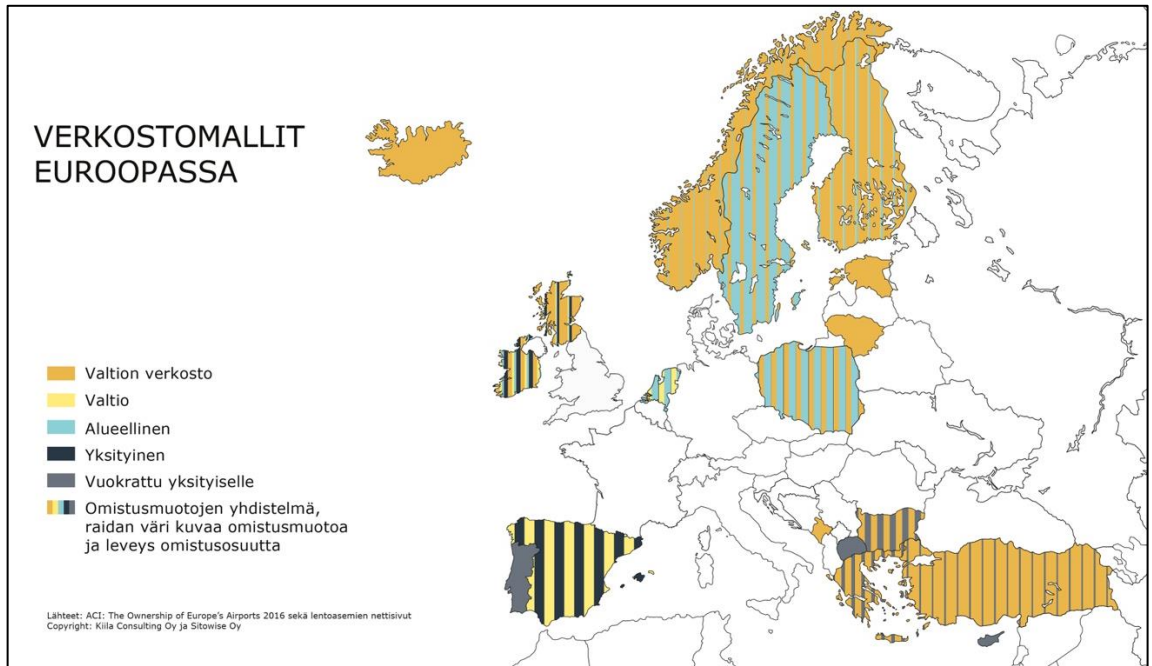 VERKOSTOMALLIT
EUROOPASSA
Valtion verkosto
Valtio
Alueellinen
Yksityinen
Vuokrattu yksityiselle
Omistusmuotojen yhdistelmä,
raidan väri kuvaa omistusmuotoa
ja leveys omistusosuutta
Lähteet: ACI: The Ownership of Europe's Airports 2016 sekä lentoasemien nettisivut
Copyright: Kiila Consulting Oy ja Sitowise Oy